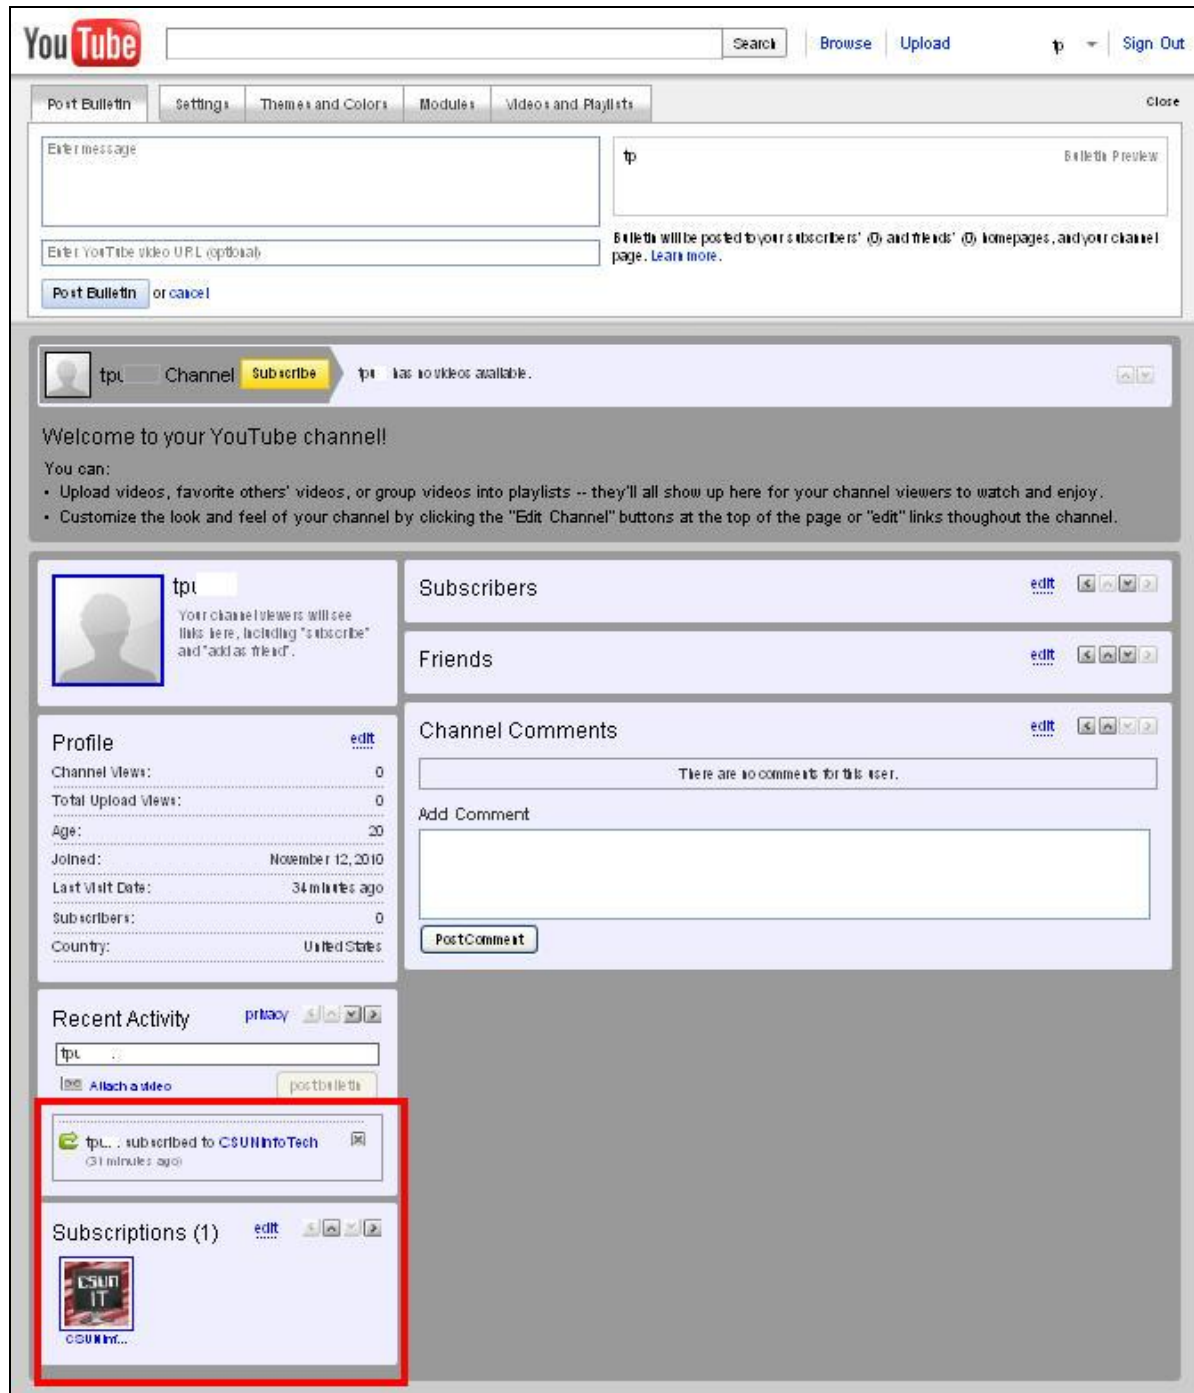 YouTube Search Browse Upload tp Sign Out
Post Bulletin Settings Themes and Colors Modules Videos and Playlists Close
Enter message
tp Bulletin Preview
Enter YouTube video URL (optional)
Bulletin will be posted to your subscribers' (0) and friends' (0) homepages, and your channel
page. Learn more.
Post Bulletin or cancel
tpu Channel Subscribe tpu has no videos available.
Welcome to your YouTube channel!
You can:
• Upload videos, favorite others' videos, or group videos into playlists -- they'll all show up here for your channel viewers to watch and enjoy.
• Customize the look and feel of your channel by clicking the "Edit Channel" buttons at the top of the page or "edit" links thoughout the channel.
tpu
Your channel viewers will see
links here, including "subscribe"
and "add as friend".
Profile edit
Channel Views: 0
Total Upload Views: 0
Age: 20
Joined: November 12, 2010
Last Visit Date: 34 minutes ago
Subscribers: 0
Country: United States
Recent Activity privacy
tpu
Attach a video post bulletin
tpu... subscribed to CSUNInfoTech
(31 minutes ago)
Subscriptions (1) edit
CSUN
IT
CSUNInf...
Subscribers edit
Friends edit
Channel Comments edit
There are no comments for this user.
Add Comment
Post Comment